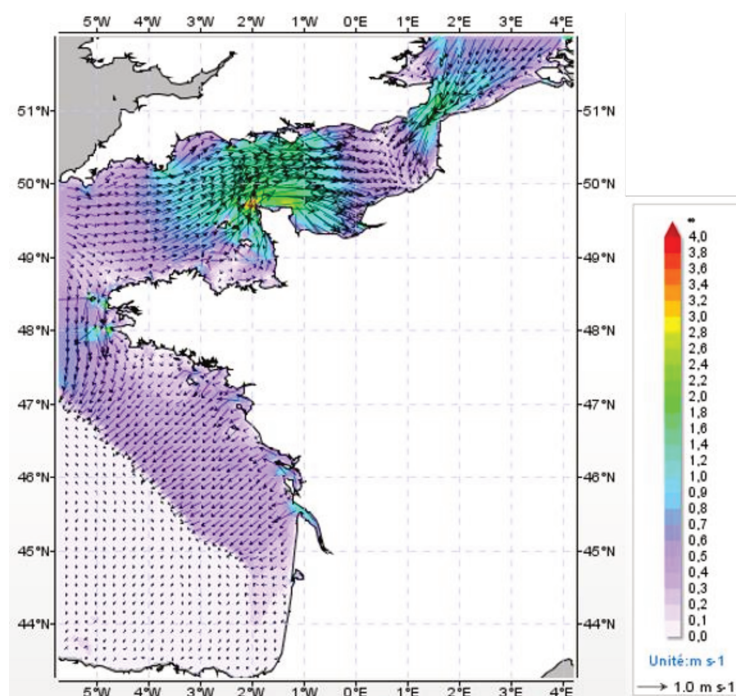 5°W 4°W 3°W 2°W 1°W 0°E 1°E 2°E 3°E 4°E
51°N 51°N
50°N 50°N
49°N 49°N
48°N 48°N
47°N 47°N
46°N 46°N
45°N 45°N
44°N 44°N
5°W 4°W 3°W 2°W 1°W 0°E 1°E 2°E 3°E 4°E
∞
4,0
3,8
3,6
3,4
3,2
3,0
2,8
2,6
2,4
2,2
2,0
1,8
1,6
1,4
1,2
1,0
0,9
0,8
0,7
0,6
0,5
0,4
0,3
0,2
0,1
0,0
Unité:m s-1
1.0 m s-1